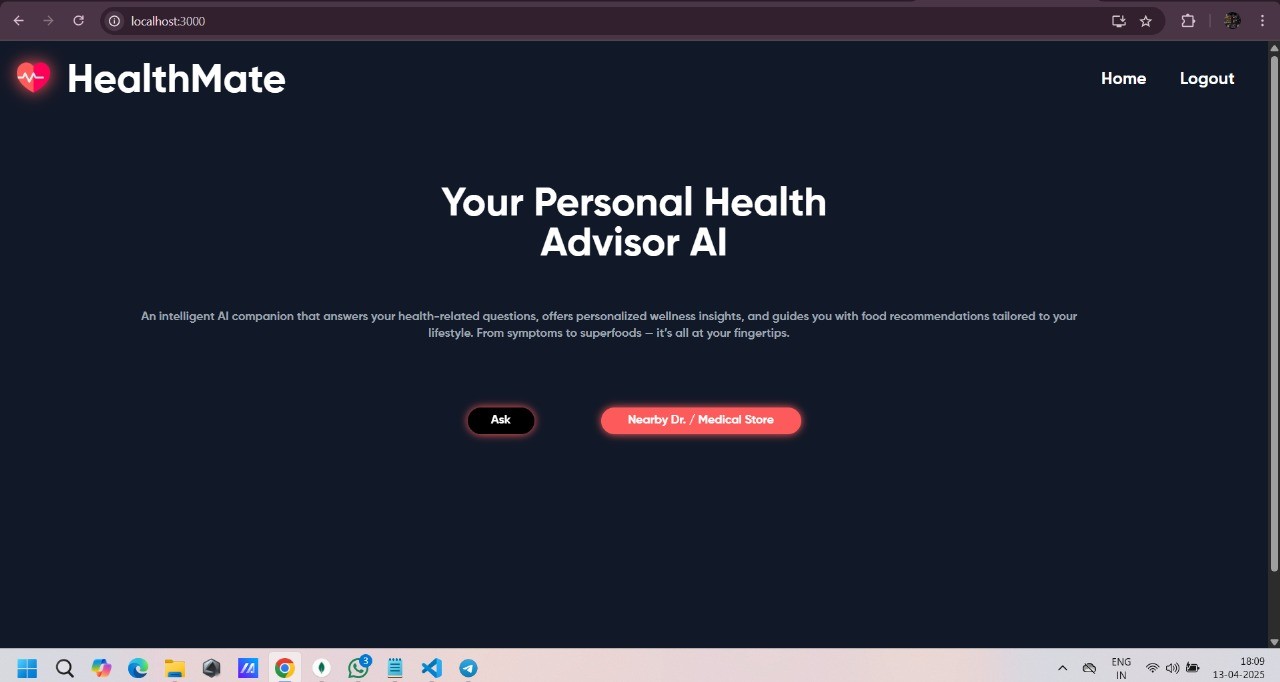 localhost:3000
HealthMate
Home
Logout
Your Personal Health
Advisor AI
An intelligent AI companion that answers your health-related questions, offers personalized wellness insights, and guides you with food recommendations tailored to your
lifestyle. From symptoms to superfoods — it's all at your fingertips.
Ask
Nearby Dr. / Medical Store
3
ENG
IN
18:09
13-04-2025